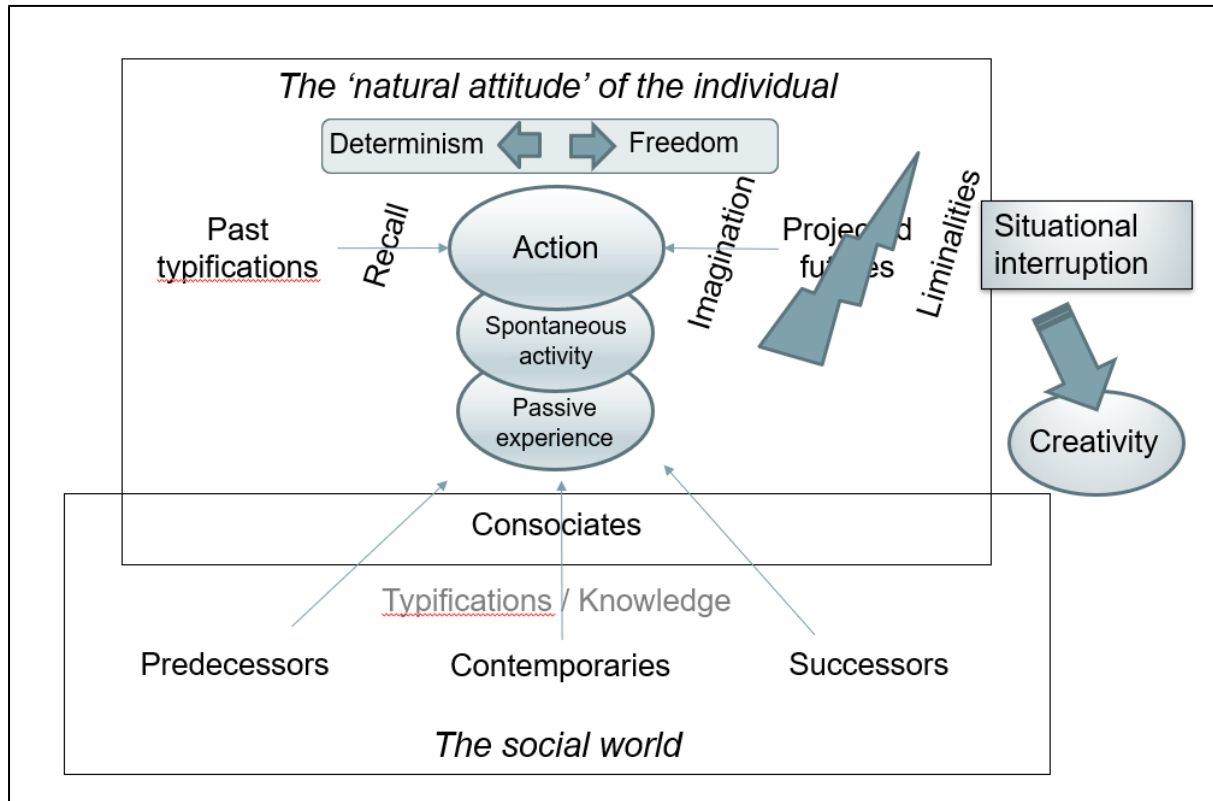 The ‘natural attitude’ of the individual
Determinism
Freedom
Past
typifications
Recall
Action
Imagination
Projected
futures
Liminalities
Situational
interruption
Spontaneous
activity
Passive
experience
Creativity
Consociates
Typifications / Knowledge
Predecessors
Contemporaries
Successors
The social world